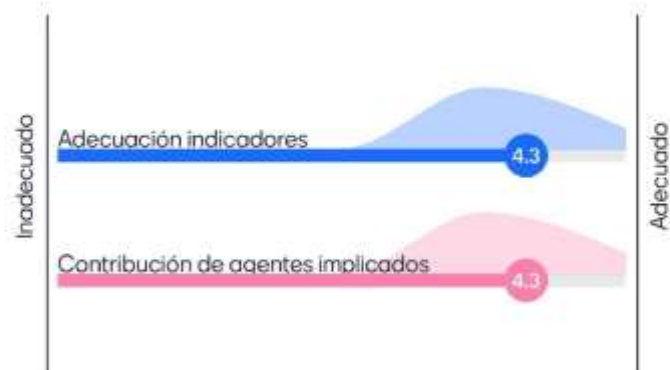 Inadecuado
Adecuación indicadores
4.3
Contribución de agentes implicados
4.3
Adecuado